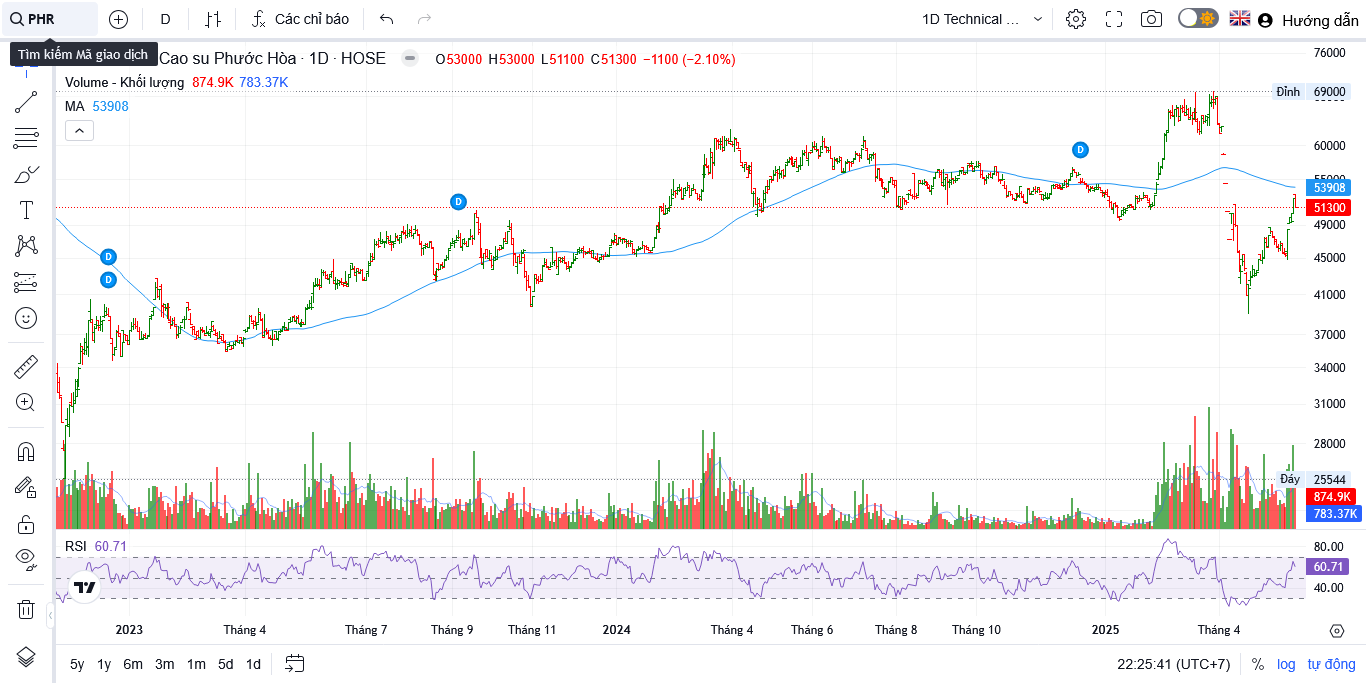 PHR
D
Các chỉ báo
1D Technical ...
Hướng dẫn
Tìm kiếm Mã giao dịch
Cao su Phước Hòa · 1D · HOSE
O53000 H53000 L51100 C51300 −1100 (−2.10%)
Volume - Khối lượng 874.9K 783.37K
MA 53908
76000
Đỉnh 69000
60000
55000
53908
51300
49000
45000
41000
37000
34000
31000
28000
Đáy 25544
874.9K
783.37K
D
D
D
D
RSI 60.71
80.00
60.71
40.00
2023 Tháng 4 Tháng 7 Tháng 9 Tháng 11 2024 Tháng 4 Tháng 6 Tháng 8 Tháng 10 2025 Tháng 4
5y 1y 6m 3m 1m 5d 1d
22:25:41 (UTC+7) % log tự động